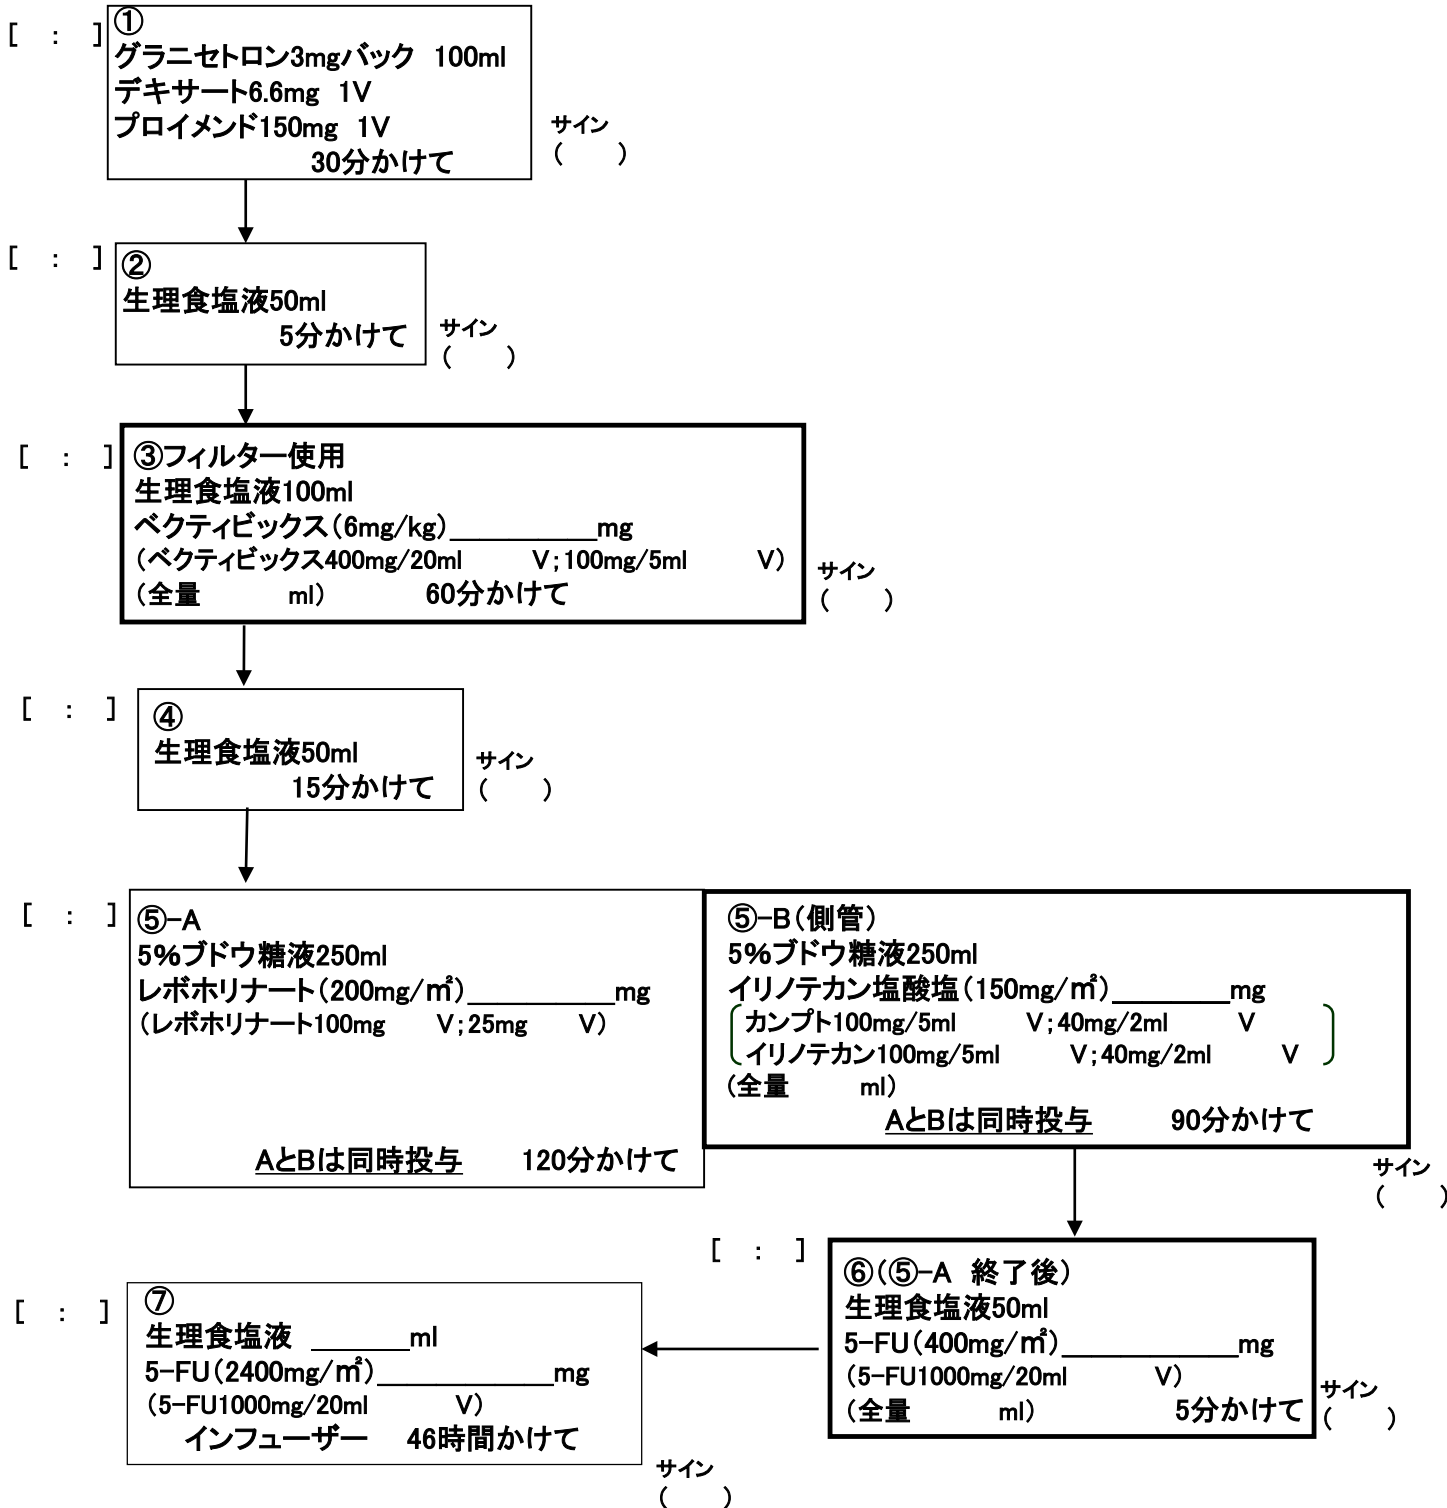 [ : ]
①
グラニセトロン3mgバック 100ml
デキサート6.6mg 1V
プロイメンド150mg 1V
30分かけて
サイン
( )
[ : ]
②
生理食塩液50ml
5分かけて
サイン
( )
[ : ]
③フィルター使用
生理食塩液100ml
ベクティビックス(6mg/kg)__________mg
(ベクティビックス400mg/20ml V;100mg/5ml V)
(全量 ml) 60分かけて
サイン
( )
[ : ]
④
生理食塩液50ml
15分かけて
サイン
( )
[ : ]
⑤-A
5%ブドウ糖液250ml
レボホリナート(200mg/㎡)__________mg
(レボホリナート100mg V;25mg V)
AとBは同時投与 120分かけて
⑤-B(側管)
5%ブドウ糖液250ml
イリノテカン塩酸塩(150mg/㎡)________mg
カンプト100mg/5ml V;40mg/2ml V
イリノテカン100mg/5ml V;40mg/2ml V
(全量 ml)
AとBは同時投与 90分かけて
サイン
( )
[ : ]
⑥(⑤-A 終了後)
生理食塩液50ml
5-FU(400mg/㎡)____________mg
(5-FU1000mg/20ml V)
(全量 ml) 5分かけて
サイン
( )
[ : ]
⑦
生理食塩液 _______ml
5-FU(2400mg/㎡)____________mg
(5-FU1000mg/20ml V)
インフューザー 46時間かけて
サイン
( )